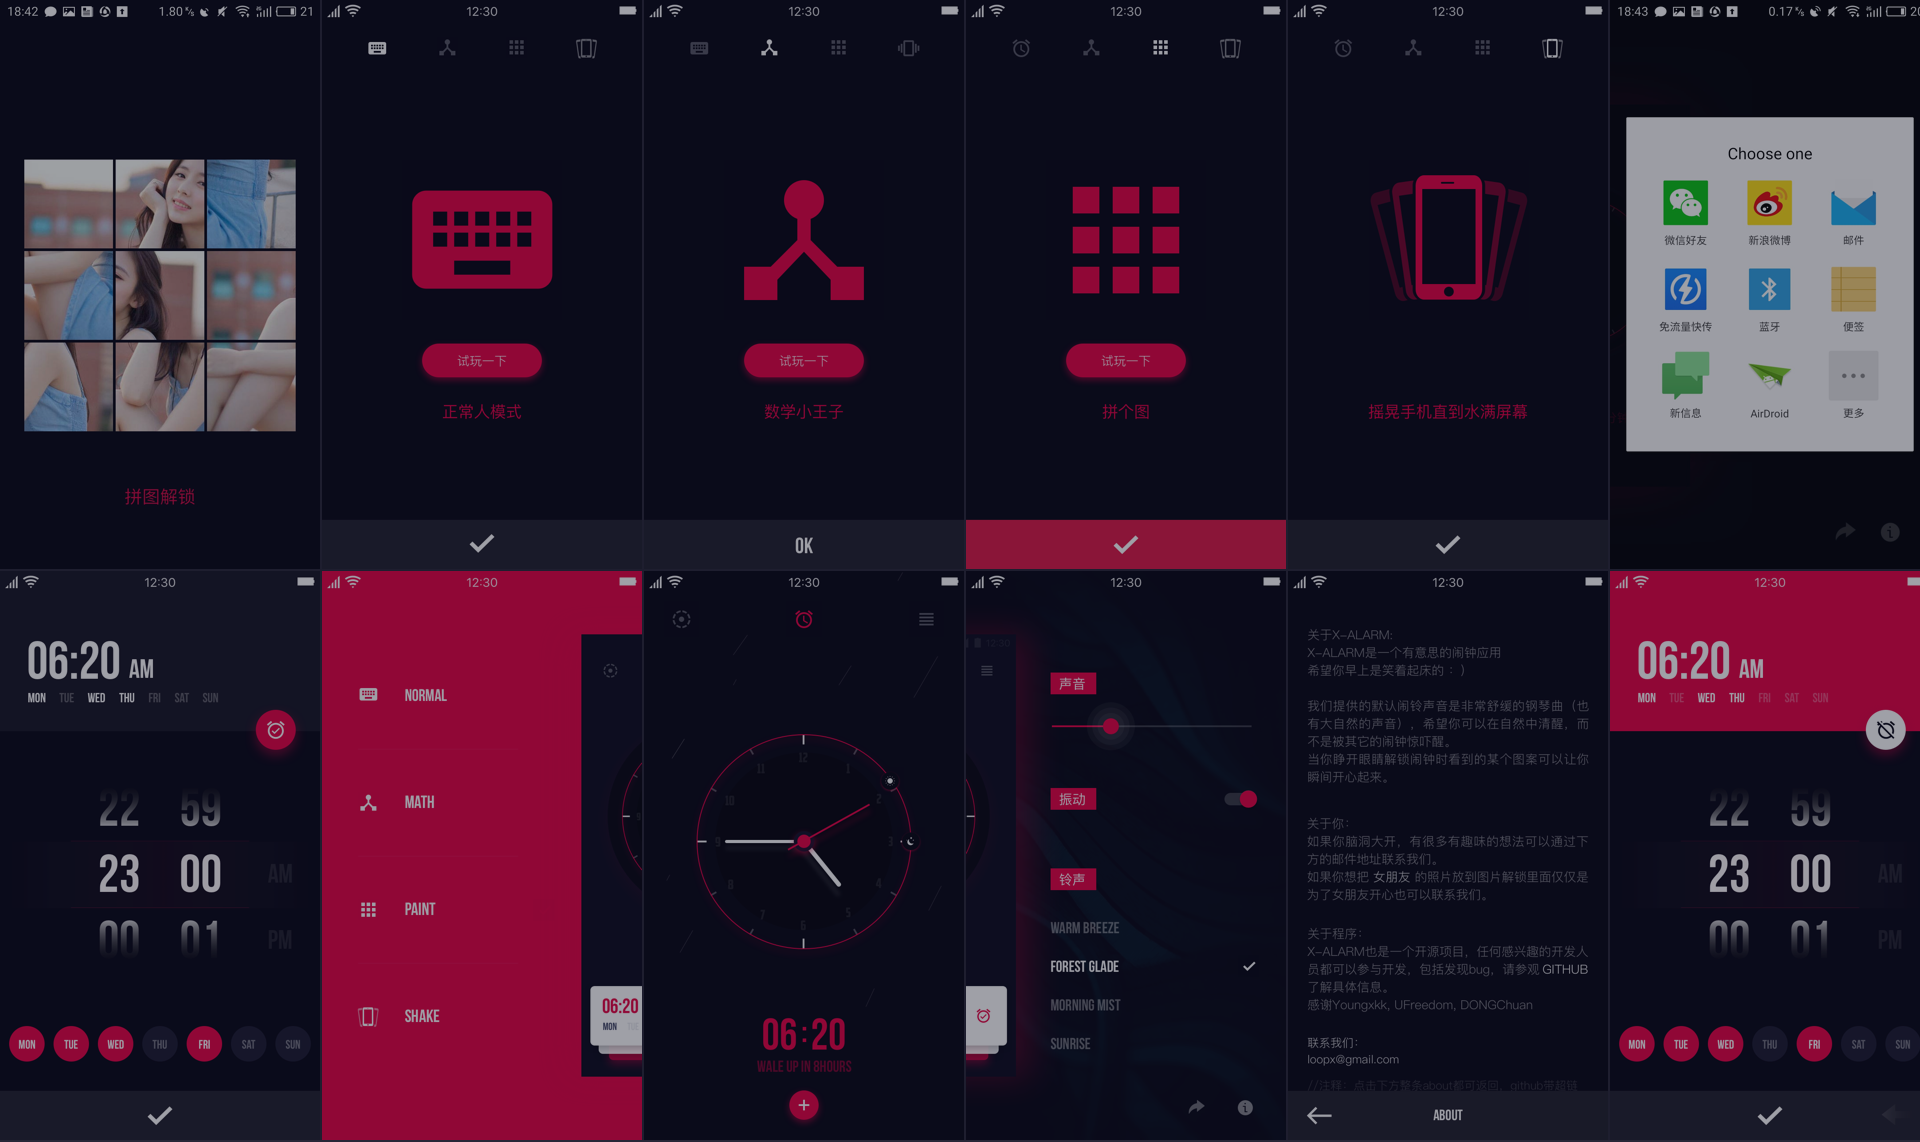 18:42
1.80 K/s
21
拼图解锁
12:30
试玩一下
正常人模式
12:30
试玩一下
数学小王子
OK
12:30
试玩一下
拼个图
12:30
摇晃手机直到水满屏幕
18:43
0.17 K/s
20
Choose one
微信好友
新浪微博
邮件
免流量快传
蓝牙
便签
新信息
AirDroid
更多
12:30
06:20 AM
MON TUE WED THU FRI SAT SUN
22 59
23 00 AM
00 01 PM
MON TUE WED THU FRI SAT SUN
12:30
NORMAL
MATH
PAINT
SHAKE
06:20
MON
12:30
12
1
2
3
4
5
6
7
8
9
10
11
06:20
WALE UP IN 8HOURS
12:30
12:30
声音
振动
铃声
WARM BREEZE
FOREST GLADE
MORNING MIST
SUNRISE
12:30
关于X-ALARM:
X-ALARM是一个有意思的闹钟应用
希望你早上是笑着起床的：）
我们提供的默认闹铃声音是非常舒缓的钢琴曲（也
有大自然的声音），希望你可以在自然中清醒，而
不是被其它的闹钟惊吓醒。
当你睁开眼睛解锁闹钟时看到的某个图案可以让你
瞬间开心起来。
关于你：
如果你脑洞大开，有很多有趣味的想法可以通过下
方的邮件地址联系我们。
如果你想把 女朋友 的照片放到图片解锁里面仅仅是
为了女朋友开心也可以联系我们。
关于程序：
X-ALARM也是一个开源项目，任何感兴趣的开发人
员都可以参与开发，包括发现bug，请参观 GITHUB
了解具体信息。
感谢Youngxkk, UFreedom, DONGChuan
联系我们：
loopx@gmail.com
//注释：点击下方整条about都可返回，github带超链
ABOUT
12:30
06:20 AM
MON TUE WED THU FRI SAT SUN
22 59
23 00 AM
00 01 PM
MON TUE WED THU FRI SAT SUN